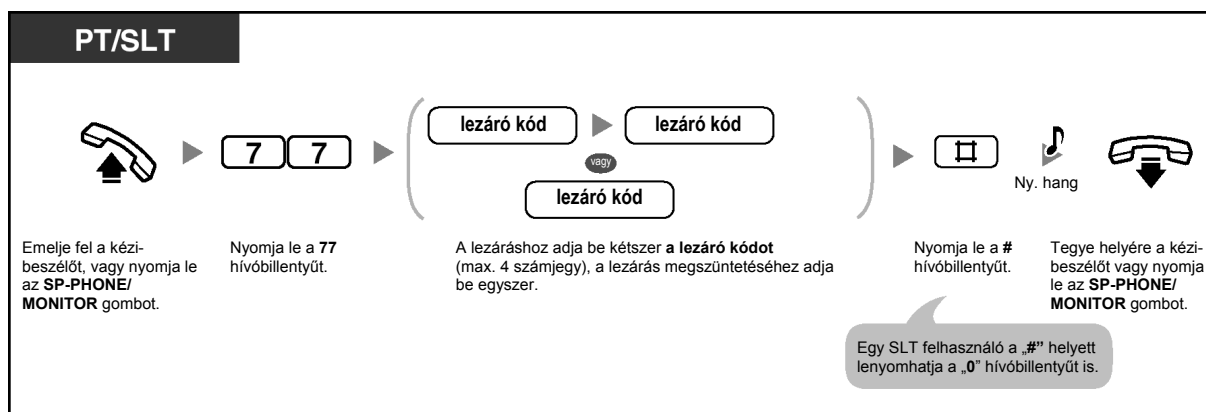 PT/SLT
7 7
lezáró kód lezáró kód
vagy
lezáró kód
#
Ny. hang
Emelje fel a kézi-
beszélőt, vagy nyomja le
az SP-PHONE/
MONITOR gombot.
Nyomja le a 77
hívóbillentyűt.
A lezáráshoz adja be kétszer a lezáró kódot
(max. 4 számjegy), a lezárás megszüntetéséhez adja
be egyszer.
Nyomja le a #
hívóbillentyűt.
Tegye helyére a kézi-
beszélőt vagy nyomja
le az SP-PHONE/
MONITOR gombot.
Egy SLT felhasználó a „#” helyett
lenyomhatja a „0” hívóbillentyűt is.